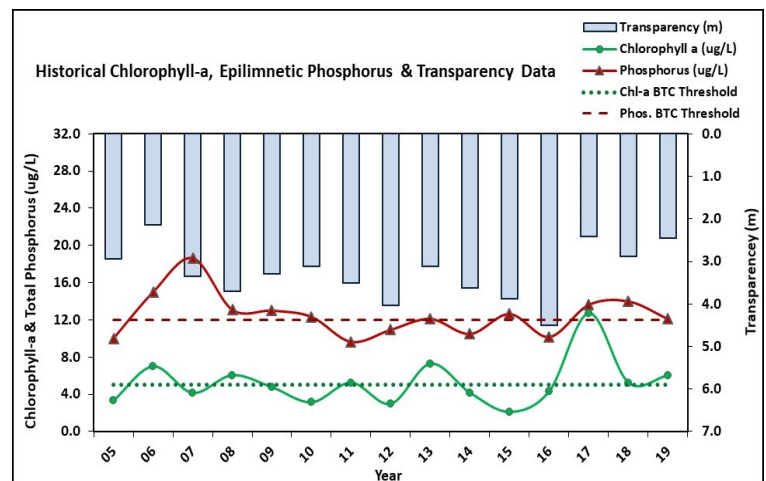 Transparency (m)
Chlorophyll a (ug/L)
Phosphorus (ug/L)
Chl-a BTC Threshold
Phos. BTC Threshold
Historical Chlorophyll-a, Epilimnetic Phosphorus & Transparency Data
Chlorophyll-a & Total Phosphorus (ug/L)
32.0
28.0
24.0
20.0
16.0
12.0
8.0
4.0
0.0
0.0
1.0
2.0
3.0
4.0
5.0
6.0
7.0
Transparencey (m)
05 06 07 08 09 10 11 12 13 14 15 16 17 18 19
Year